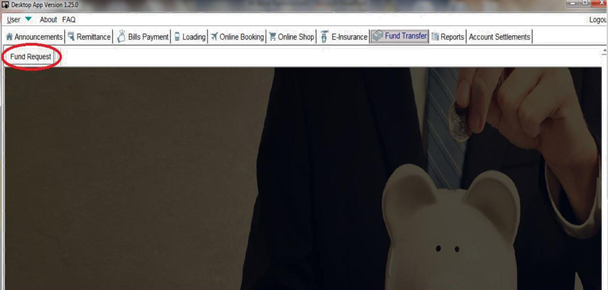 Desktop App Version 1.25.0
User About FAQ Logou
Announcements Remittance Bills Payment Loading Online Booking Online Shop E-Insurance Fund Transfer Reports Account Settlements
Fund Request